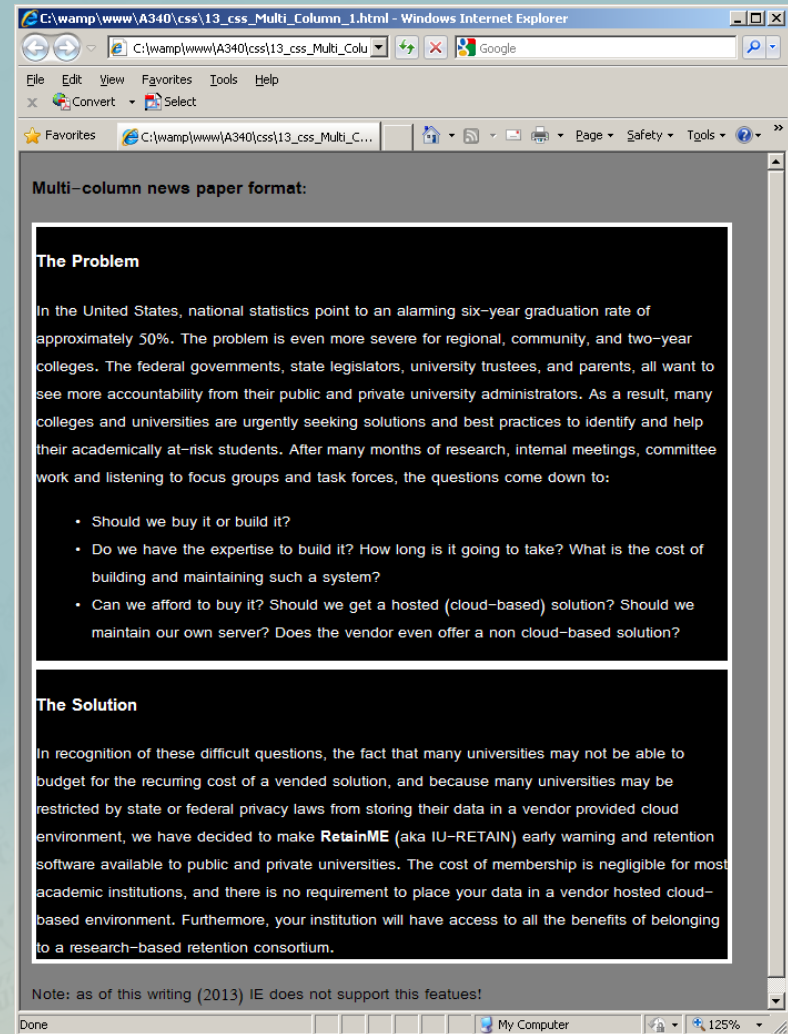 C:\wamp\www\A340\css\13_css_Multi_Column_1.html - Windows Internet Explorer
C:\wamp\www\A340\css\13_css_Multi_Colu
Google
File Edit View Favorites Tools Help
x Convert Select
Favorites C:\wamp\www\A340\css\13_css_Multi_C... Page Safety Tools »
Multi-column news paper format:
The Problem
In the United States, national statistics point to an alarming six-year graduation rate of
approximately 50%. The problem is even more severe for regional, community, and two-year
colleges. The federal governments, state legislators, university trustees, and parents, all want to
see more accountability from their public and private university administrators. As a result, many
colleges and universities are urgently seeking solutions and best practices to identify and help
their academically at-risk students. After many months of research, internal meetings, committee
work and listening to focus groups and task forces, the questions come down to:
• Should we buy it or build it?
• Do we have the expertise to build it? How long is it going to take? What is the cost of
building and maintaining such a system?
• Can we afford to buy it? Should we get a hosted (cloud-based) solution? Should we
maintain our own server? Does the vendor even offer a non cloud-based solution?
The Solution
In recognition of these difficult questions, the fact that many universities may not be able to
budget for the recurring cost of a vended solution, and because many universities may be
restricted by state or federal privacy laws from storing their data in a vendor provided cloud
environment, we have decided to make RetainME (aka IU-RETAIN) early warning and retention
software available to public and private universities. The cost of membership is negligible for most
academic institutions, and there is no requirement to place your data in a vendor hosted cloud-
based environment. Furthermore, your institution will have access to all the benefits of belonging
to a research-based retention consortium.
Note: as of this writing (2013) IE does not support this featues!
Done My Computer 125%